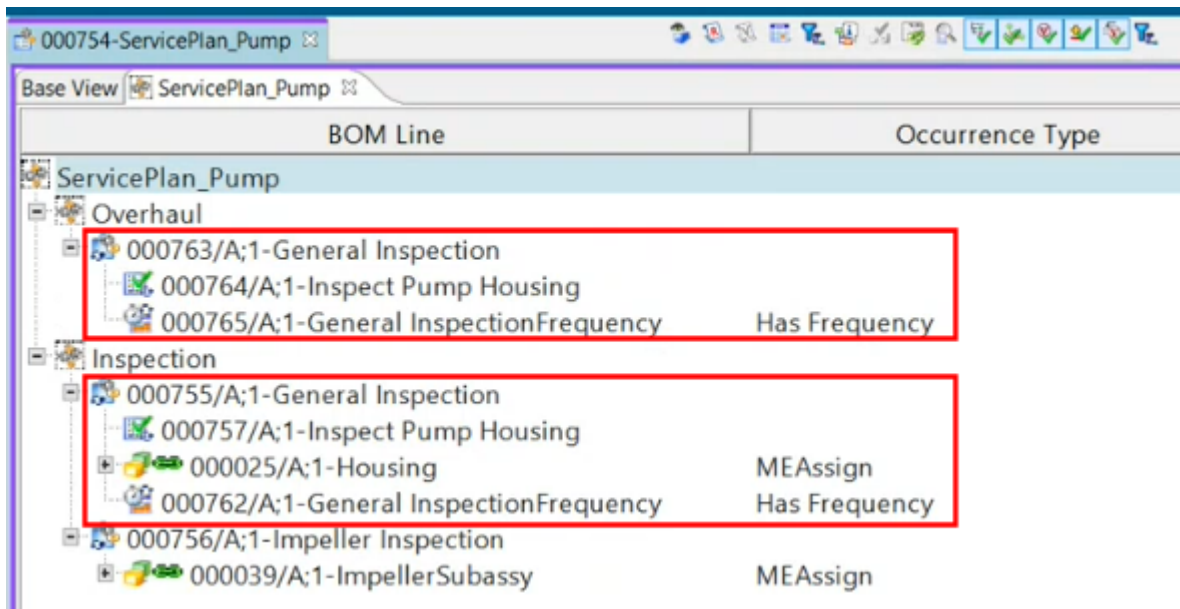 000754-ServicePlan_Pump
Base View ServicePlan_Pump
BOM Line Occurrence Type
ServicePlan_Pump
Overhaul
000763/A;1-General Inspection
000764/A;1-Inspect Pump Housing
000765/A;1-General InspectionFrequency Has Frequency
Inspection
000755/A;1-General Inspection
000757/A;1-Inspect Pump Housing
000025/A;1-Housing MEAssign
000762/A;1-General InspectionFrequency Has Frequency
000756/A;1-Impeller Inspection
000039/A;1-ImpellerSubassy MEAssign